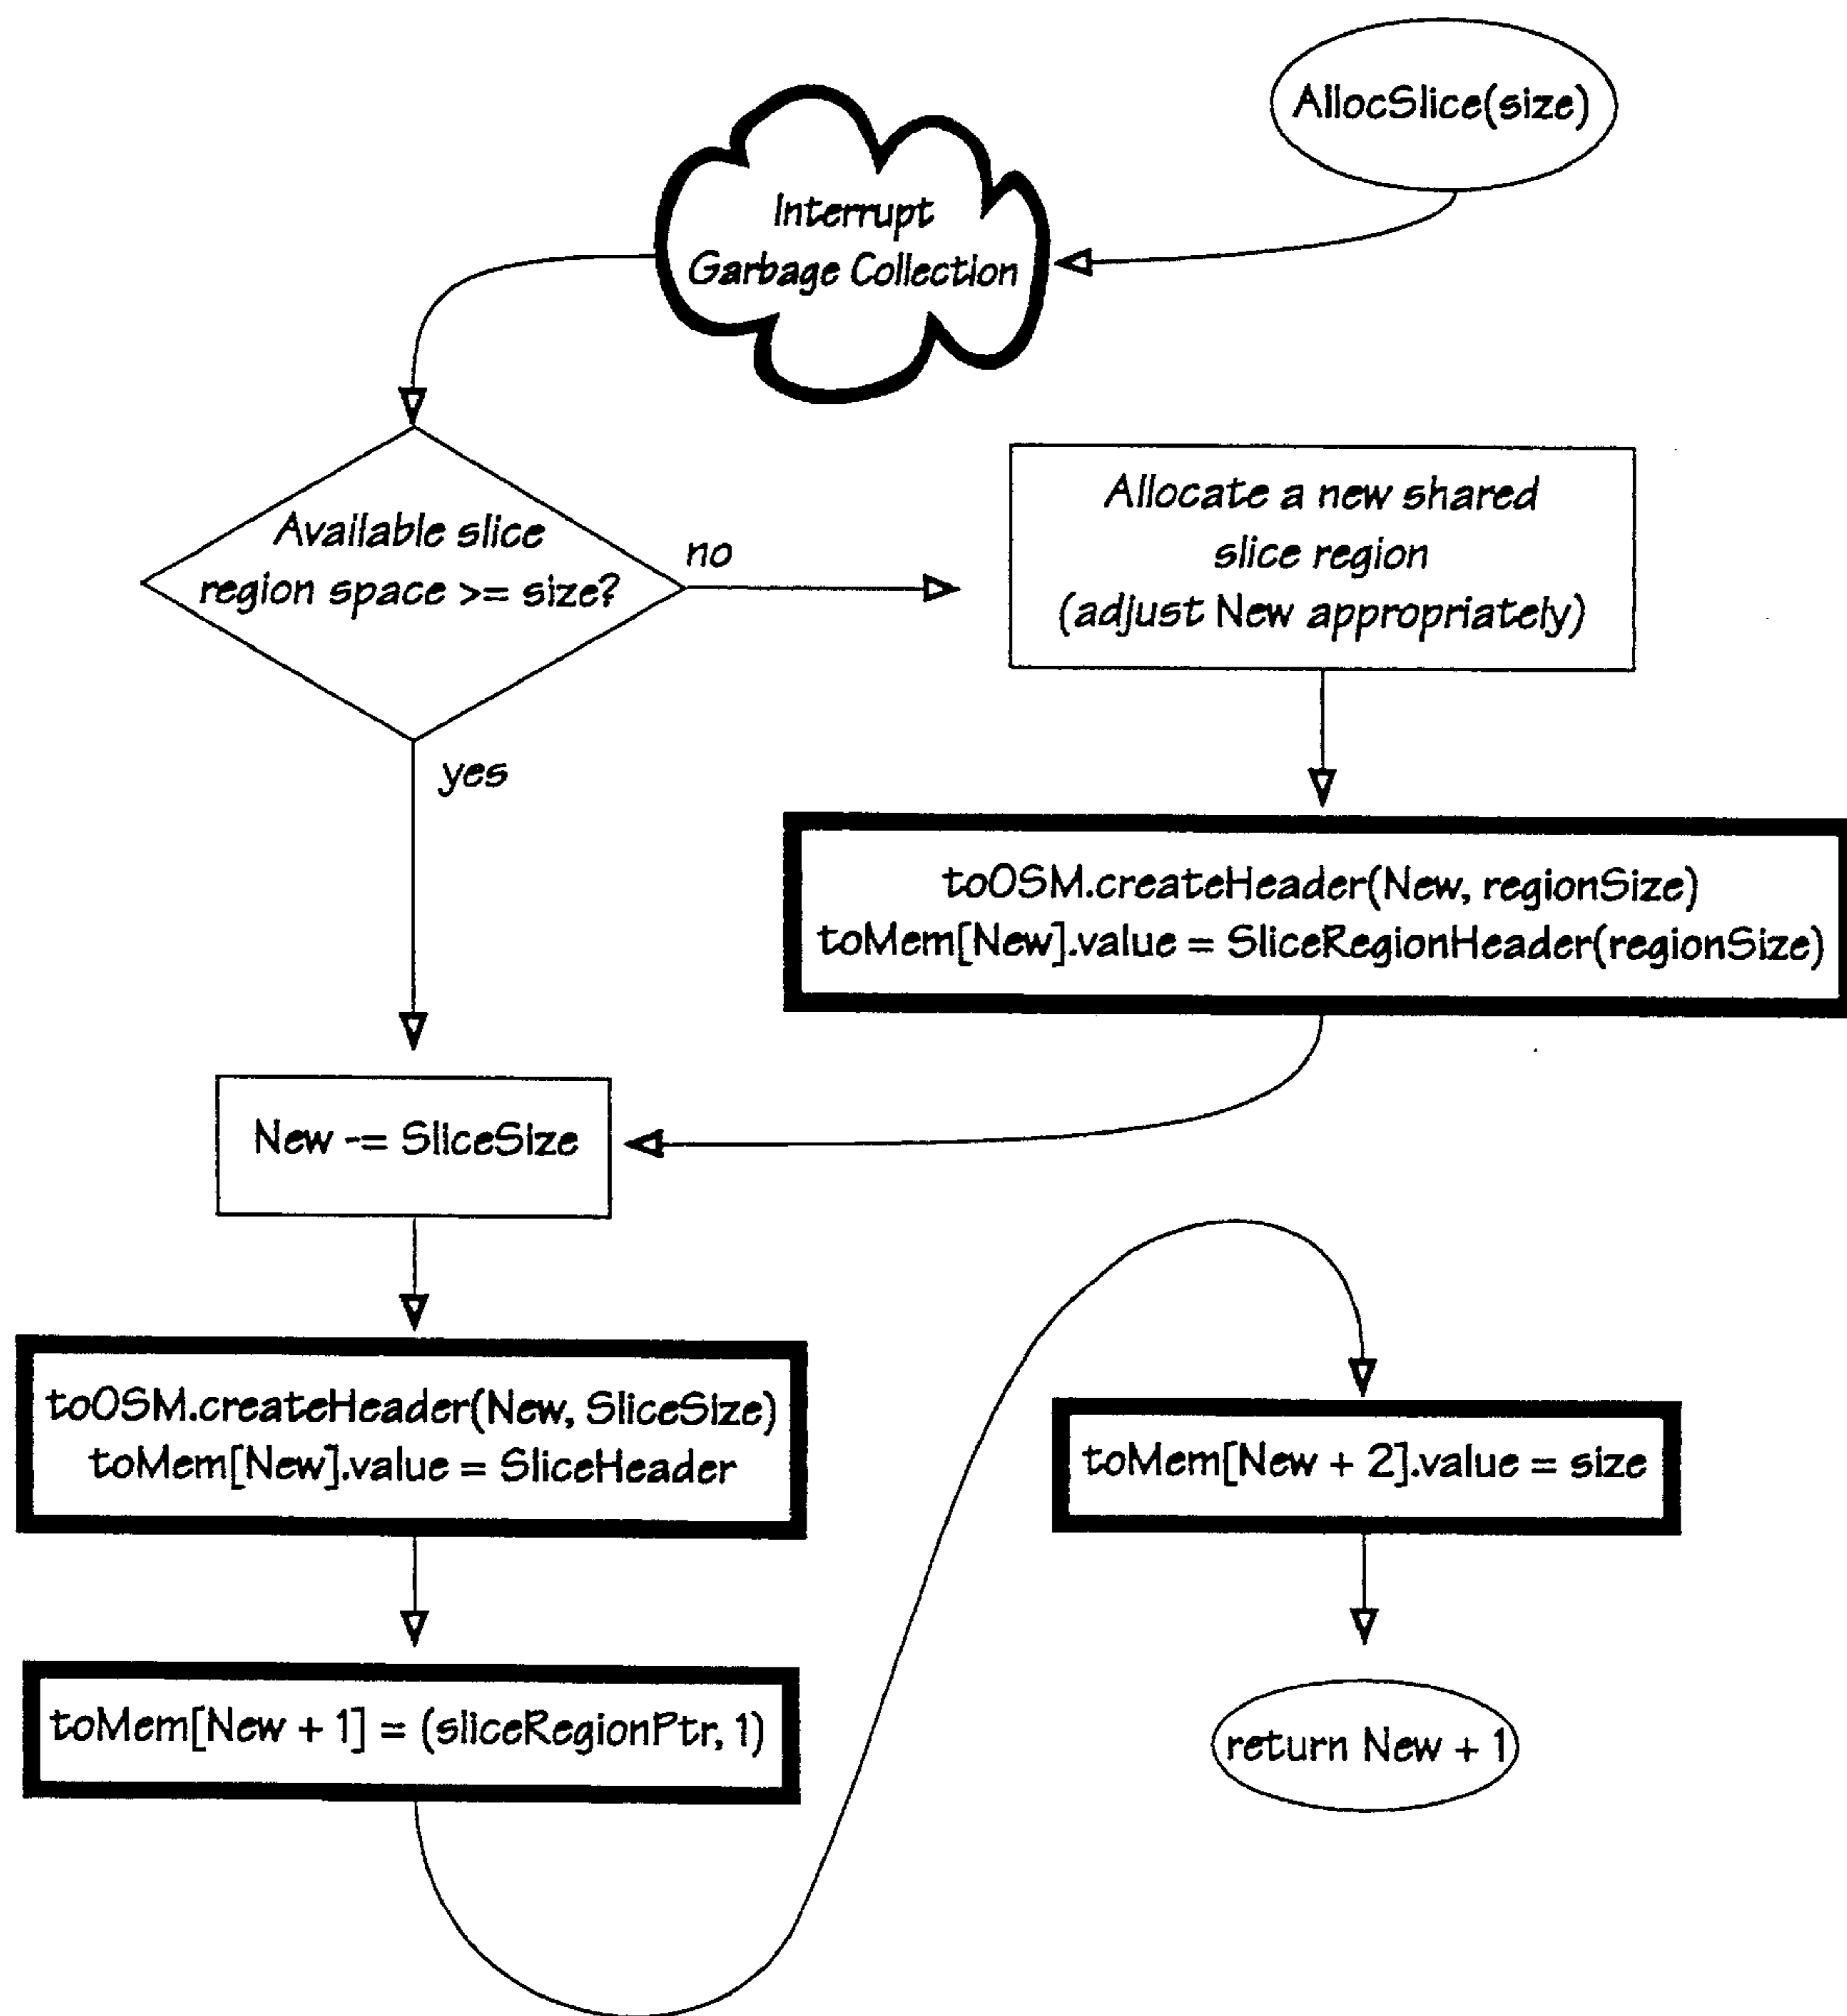 AllocSlice(size)
Interrupt
Garbage Collection
Available slice
region space >= size?
no
yes
Allocate a new shared
slice region
(adjust New appropriately)
toOSM.createHeader(New, regionSize)
toMem[New].value = SliceRegionHeader(regionSize)
New -= SliceSize
toOSM.createHeader(New, SliceSize)
toMem[New].value = SliceHeader
toMem[New + 1] = (sliceRegionPtr, 1)
toMem[New + 2].value = size
return New + 1